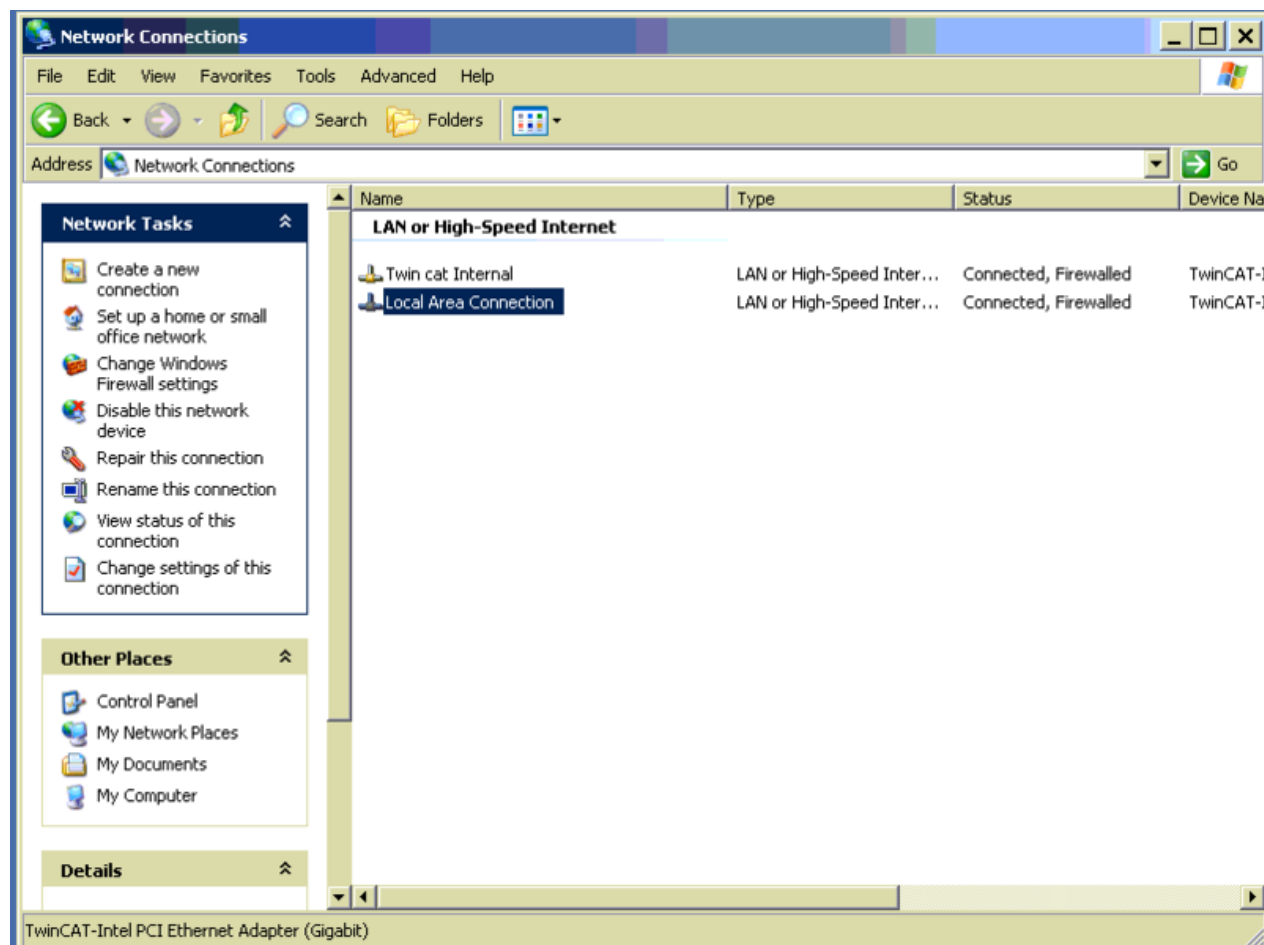 Network Connections
File Edit View Favorites Tools Advanced Help
Back Search Folders
Address Network Connections Go
Network Tasks
Create a new
connection
Set up a home or small
office network
Change Windows
Firewall settings
Disable this network
device
Repair this connection
Rename this connection
View status of this
connection
Change settings of this
connection
Other Places
Control Panel
My Network Places
My Documents
My Computer
Details
Name Type Status Device Na
LAN or High-Speed Internet
Twin cat Internal LAN or High-Speed Inter... Connected, Firewalled TwinCAT-I
Local Area Connection LAN or High-Speed Inter... Connected, Firewalled TwinCAT-I
TwinCAT-Intel PCI Ethernet Adapter (Gigabit)